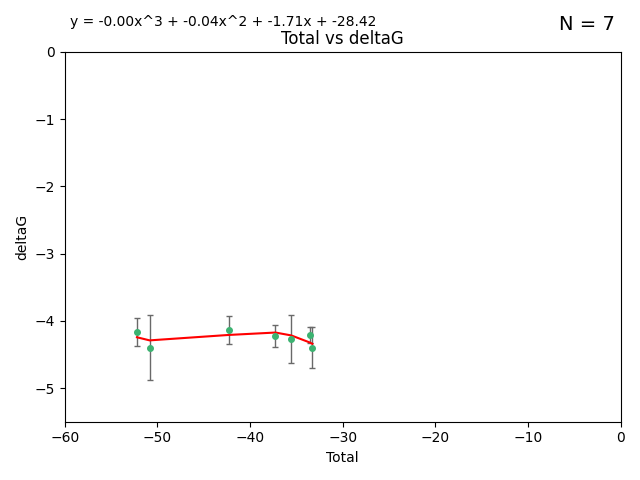 y = -0.00x^3 + -0.04x^2 + -1.71x + -28.42
N = 7
Total vs deltaG
0
−1
−2
−3
−4
−5
deltaG
−60 −50 −40 −30 −20 −10 0
Total